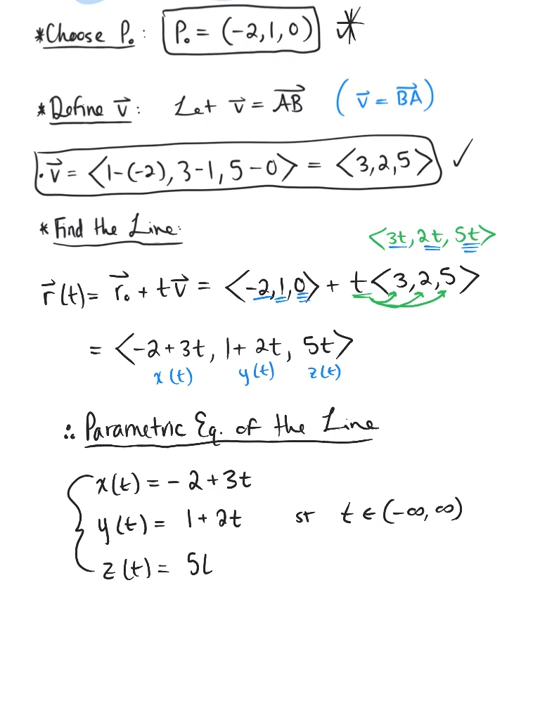 *Choose P₀: P₀ = (-2, 1, 0) *
*Define v⃗: Let v⃗ = AB⃗ (v⃗ = BA⃗)
v⃗ = <1-(-2), 3-1, 5-0> = <3,2,5> ✓
*Find the Line:
<3t, 2t, 5t>
r⃗(t) = r⃗₀ + tv⃗ = <-2,1,0> + t<3,2,5>
= <-2+3t, 1+2t, 5t>
x(t) y(t) z(t)
∴ Parametric Eq. of the Line
x(t) = -2+3t
y(t) = 1+2t st t ∈ (-∞, ∞)
z(t) = 5